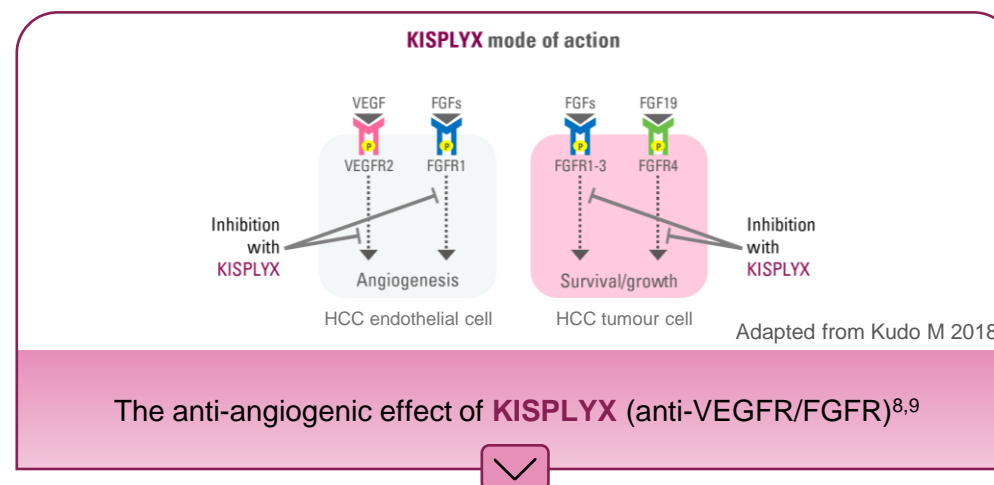 KISPLYX mode of action
VEGF FGFs FGFs FGF19
P P P P
VEGFR2 FGFR1 FGFR1-3 FGFR4
Inhibition
with
KISPLYX
Inhibition
with
KISPLYX
Angiogenesis Survival/growth
HCC endothelial cell HCC tumour cell
Adapted from Kudo M 2018
The anti-angiogenic effect of KISPLYX (anti-VEGFR/FGFR)8,9